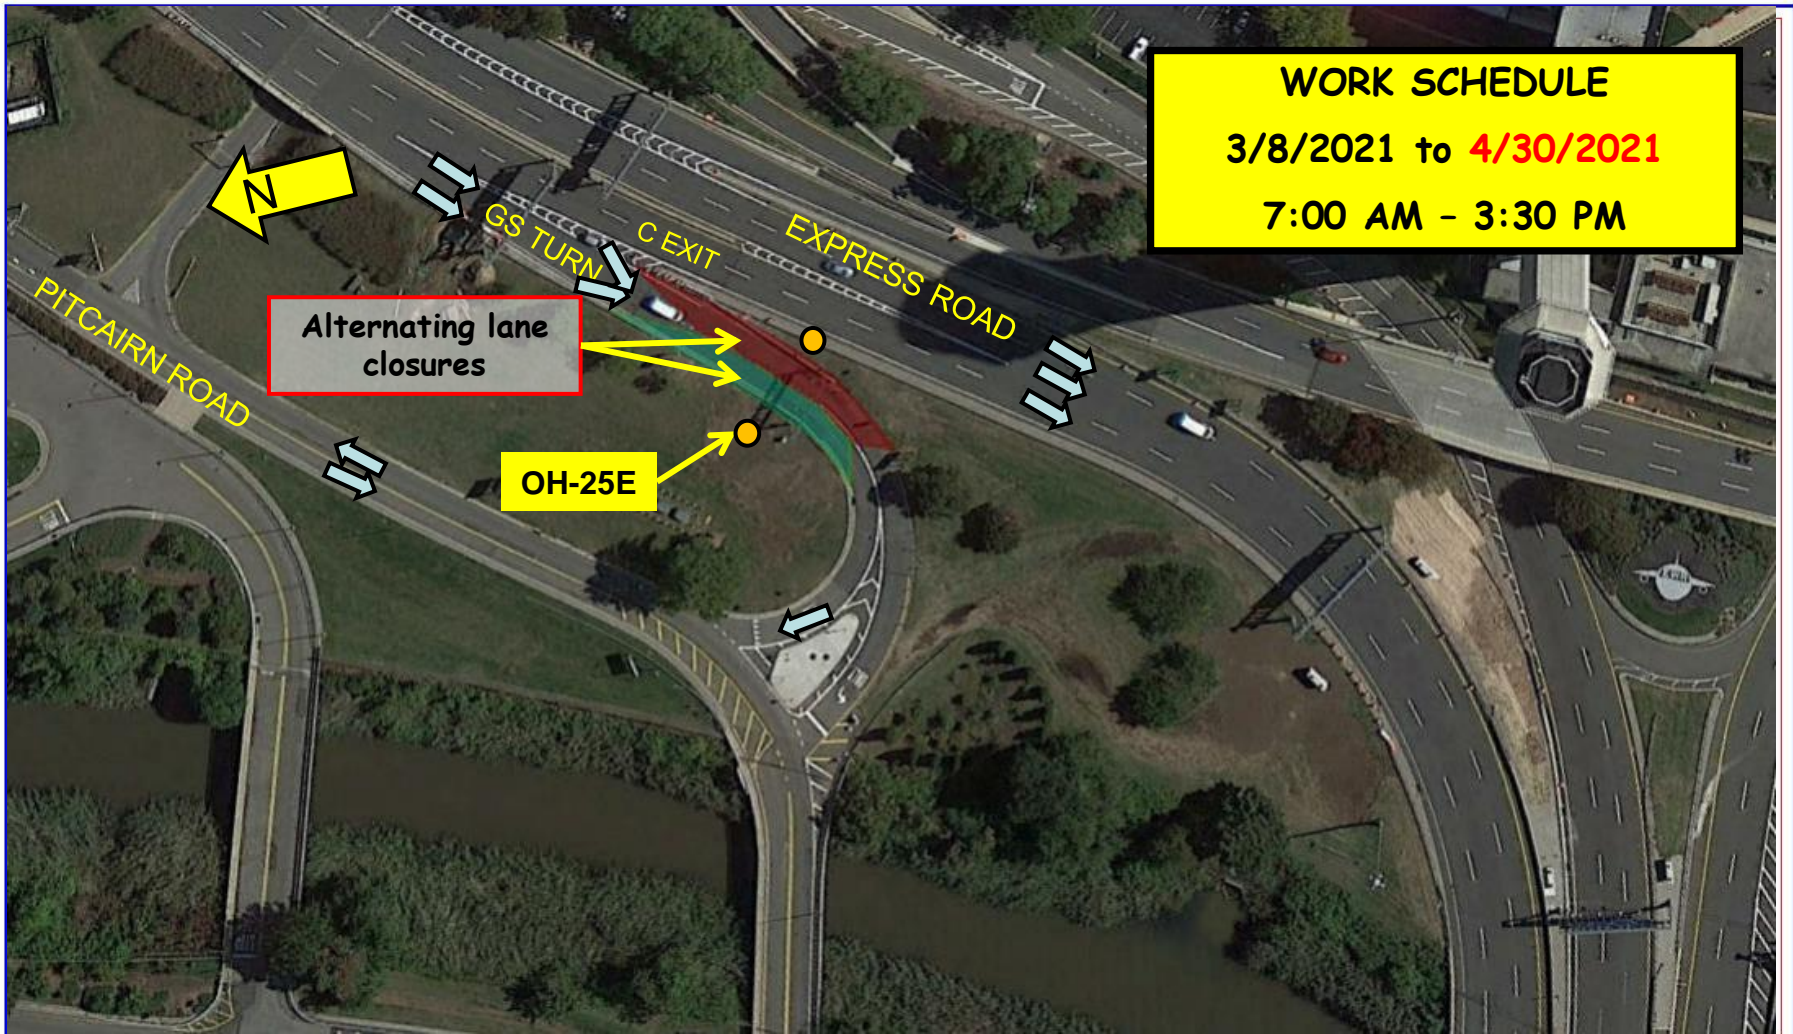 WORK SCHEDULE
3/8/2021 to 4/30/2021
7:00 AM – 3:30 PM
N
GS TURN
C EXIT
EXPRESS ROAD
PITCAIRN ROAD
Alternating lane
closures
OH-25E